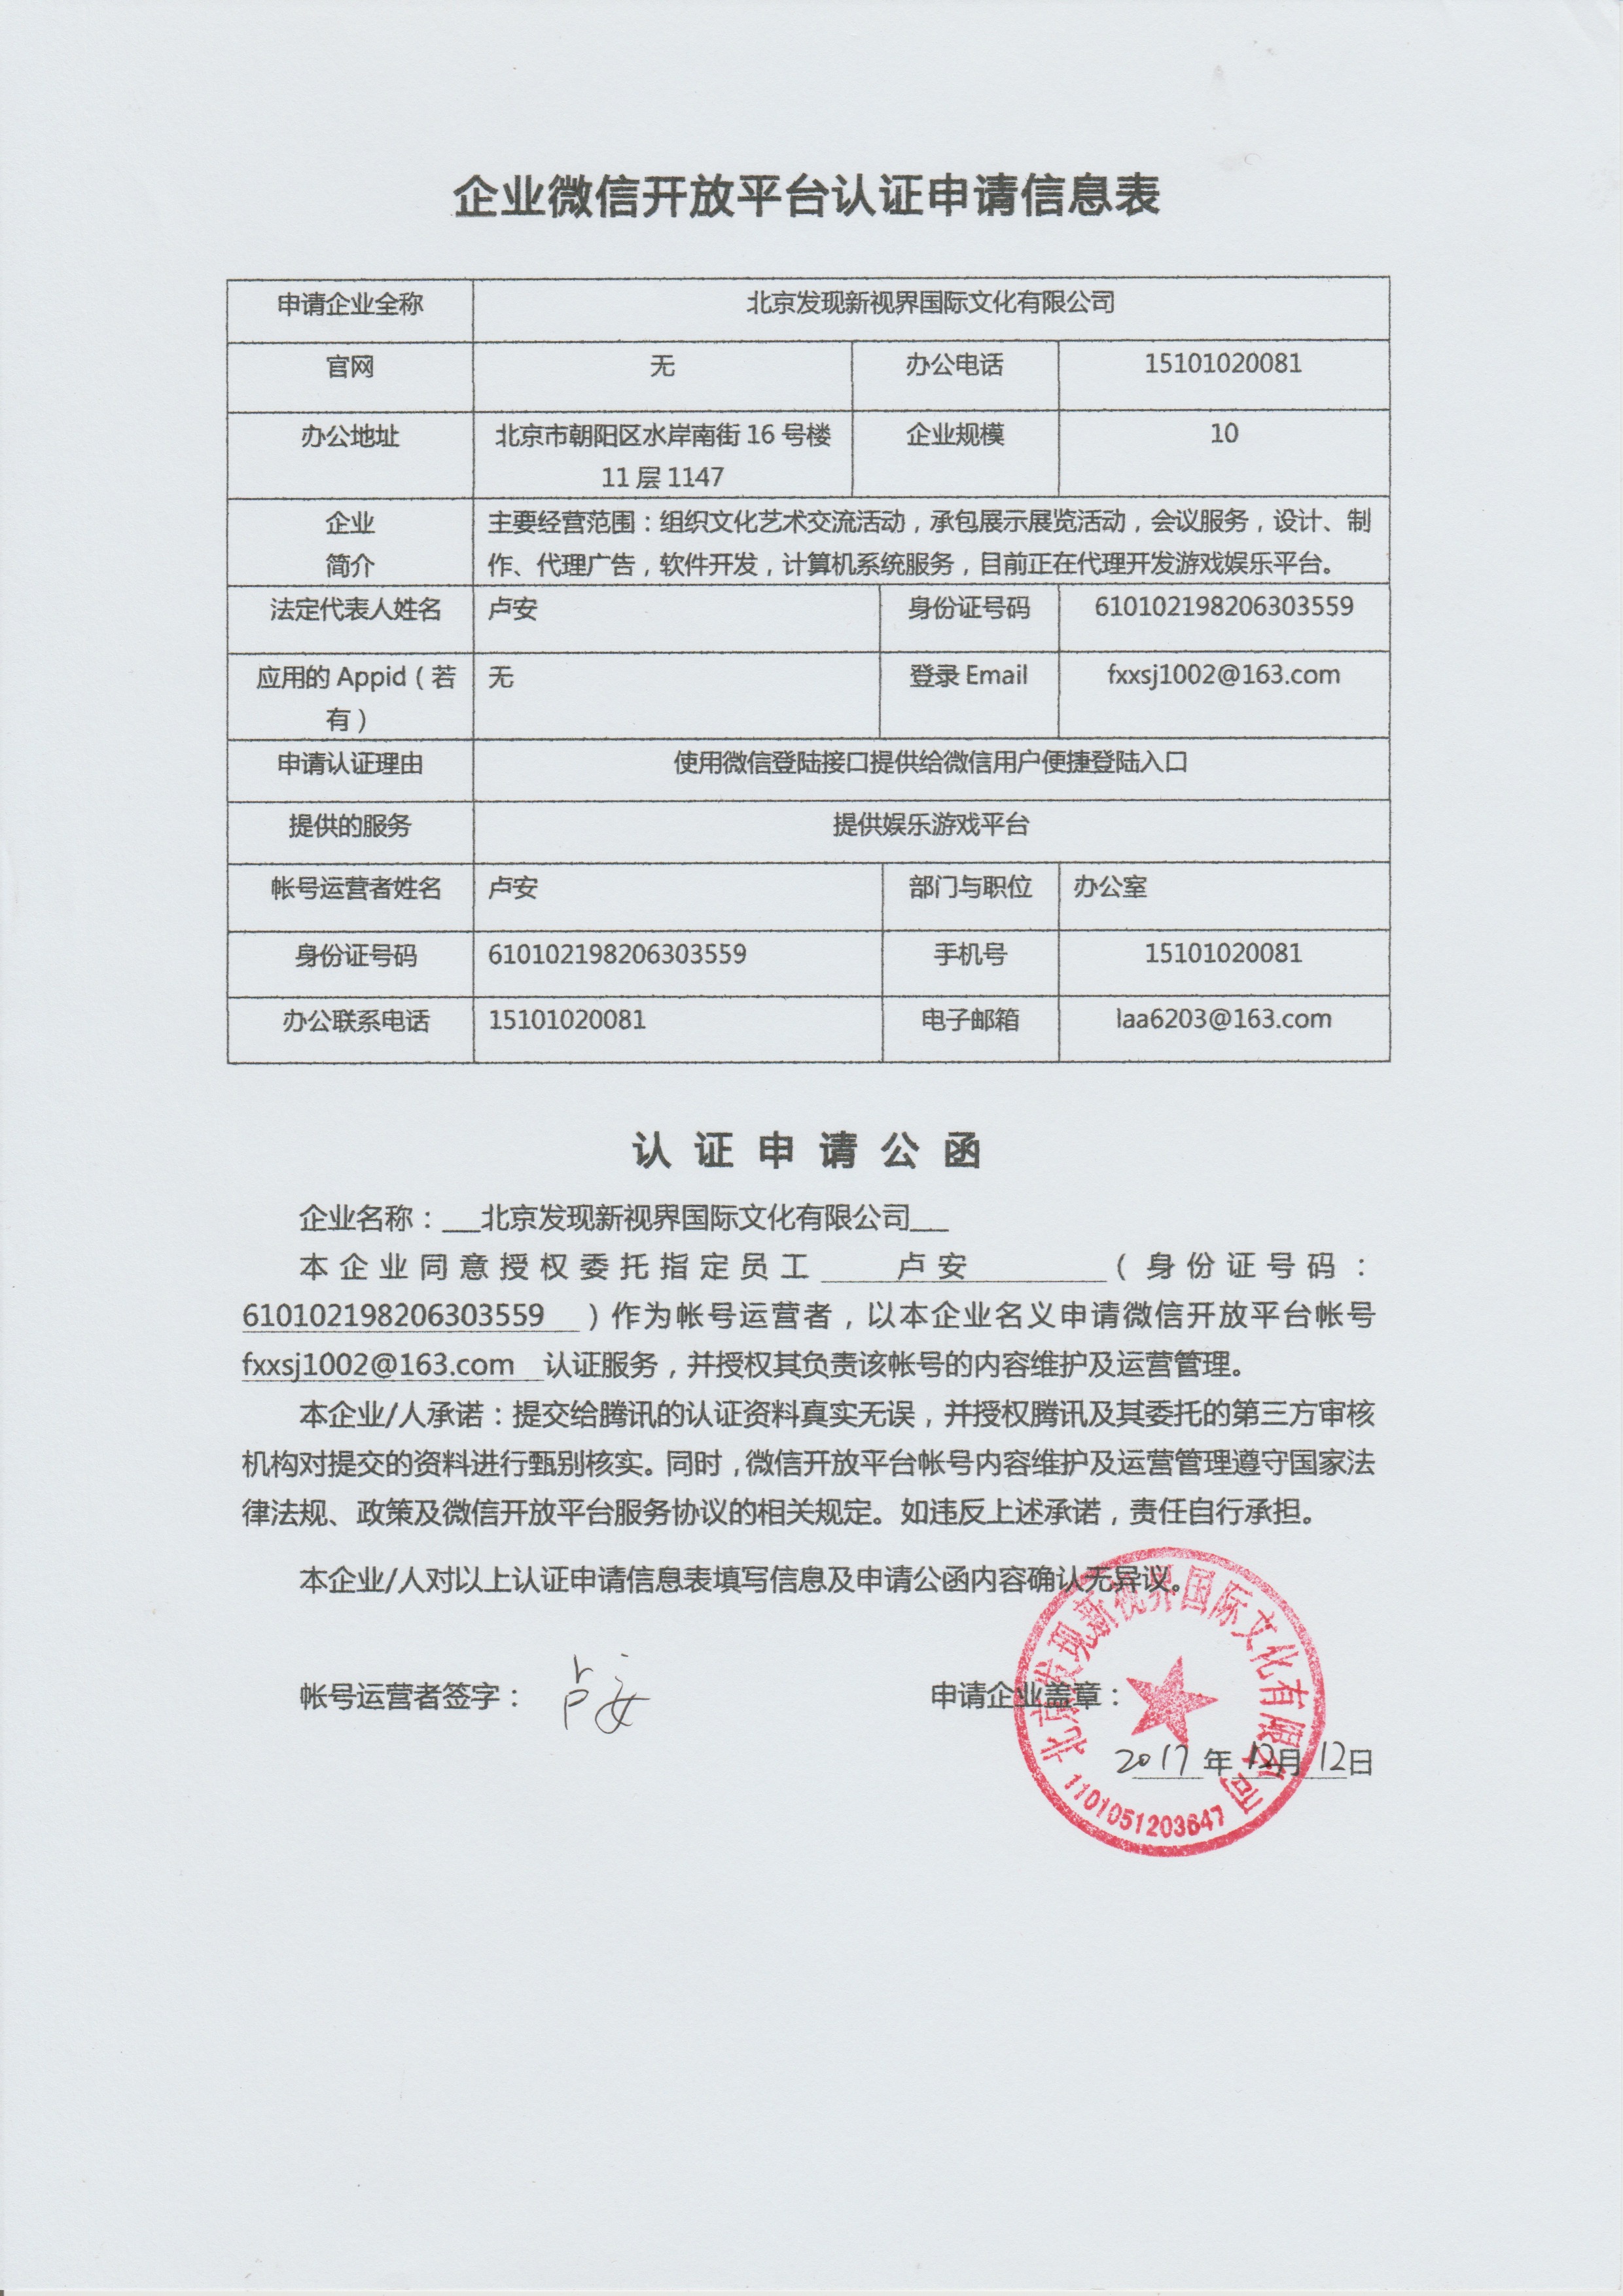 企业微信开放平台认证申请信息表
申请企业全称 北京发现新视界国际文化有限公司
官网 无 办公电话 15101020081
办公地址 北京市朝阳区水岸南街 16 号楼 企业规模 10
11 层 1147
企业 主要经营范围：组织文化艺术交流活动，承包展示展览活动，会议服务，设计、制
简介 作、代理广告，软件开发，计算机系统服务，目前正在代理开发游戏娱乐平台。
法定代表人姓名 卢安 身份证号码 610102198206303559
应用的 Appid（若 无 登录 Email fxxsj1002@163.com
有）
申请认证理由 使用微信登陆接口提供给微信用户便捷登陆入口
提供的服务 提供娱乐游戏平台
帐号运营者姓名 卢安 部门与职位 办公室
身份证号码 610102198206303559 手机号 15101020081
办公联系电话 15101020081 电子邮箱 laa6203@163.com
认 证 申 请 公 函
企业名称：___北京发现新视界国际文化有限公司___
本企业同意授权委托指定员工 卢安 （身份证号码：
610102198206303559 ）作为帐号运营者，以本企业名义申请微信开放平台帐号
fxxsj1002@163.com 认证服务，并授权其负责该帐号的内容维护及运营管理。
本企业/人承诺：提交给腾讯的认证资料真实无误，并授权腾讯及其委托的第三方审核
机构对提交的资料进行甄别核实。同时，微信开放平台帐号内容维护及运营管理遵守国家法
律法规、政策及微信开放平台服务协议的相关规定。如违反上述承诺，责任自行承担。
本企业/人对以上认证申请信息表填写信息及申请公函内容确认无异议。
帐号运营者签字： 卢安 申请企业盖章：
2017 年 12月 12日
北京发现新视界国际文化有限公司
1101051203647